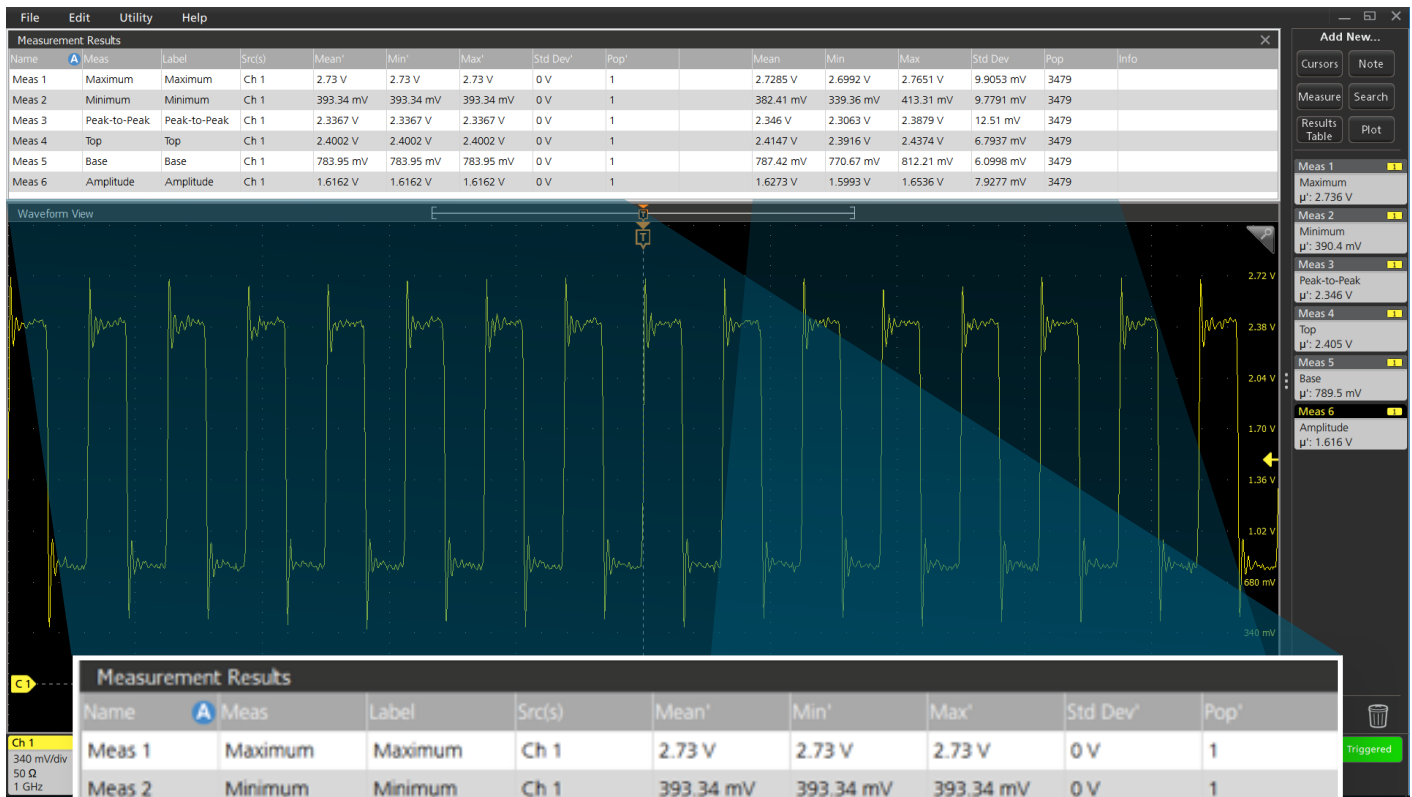 File Edit Utility Help
Measurement Results
Name A Meas Label Src(s) Mean' Min' Max' Std Dev' Pop' Mean Min Max Std Dev Pop Info
Meas 1 Maximum Maximum Ch 1 2.73 V 2.73 V 2.73 V 0 V 1 2.7285 V 2.6992 V 2.7651 V 9.9053 mV 3479
Meas 2 Minimum Minimum Ch 1 393.34 mV 393.34 mV 393.34 mV 0 V 1 382.41 mV 339.36 mV 413.31 mV 9.7791 mV 3479
Meas 3 Peak-to-Peak Peak-to-Peak Ch 1 2.3367 V 2.3367 V 2.3367 V 0 V 1 2.346 V 2.3063 V 2.3879 V 12.51 mV 3479
Meas 4 Top Top Ch 1 2.4002 V 2.4002 V 2.4002 V 0 V 1 2.4147 V 2.3916 V 2.4374 V 6.7937 mV 3479
Meas 5 Base Base Ch 1 783.95 mV 783.95 mV 783.95 mV 0 V 1 787.42 mV 770.67 mV 812.21 mV 6.0998 mV 3479
Meas 6 Amplitude Amplitude Ch 1 1.6162 V 1.6162 V 1.6162 V 0 V 1 1.6273 V 1.5993 V 1.6536 V 7.9277 mV 3479
Waveform View
T
T
2.72 V
2.38 V
2.04 V
1.70 V
1.36 V
1.02 V
680 mV
340 mV
C 1
Add New...
Cursors Note
Measure Search
Results Table Plot
Meas 1 1
Maximum
µ': 2.736 V
Meas 2 1
Minimum
µ': 390.4 mV
Meas 3 1
Peak-to-Peak
µ': 2.346 V
Meas 4 1
Top
µ': 2.405 V
Meas 5 1
Base
µ': 789.5 mV
Meas 6 1
Amplitude
µ': 1.616 V
Measurement Results
Name A Meas Label Src(s) Mean' Min' Max' Std Dev' Pop'
Meas 1 Maximum Maximum Ch 1 2.73 V 2.73 V 2.73 V 0 V 1
Meas 2 Minimum Minimum Ch 1 393.34 mV 393.34 mV 393.34 mV 0 V 1
Ch 1
340 mV/div
50 Ω
1 GHz
Triggered